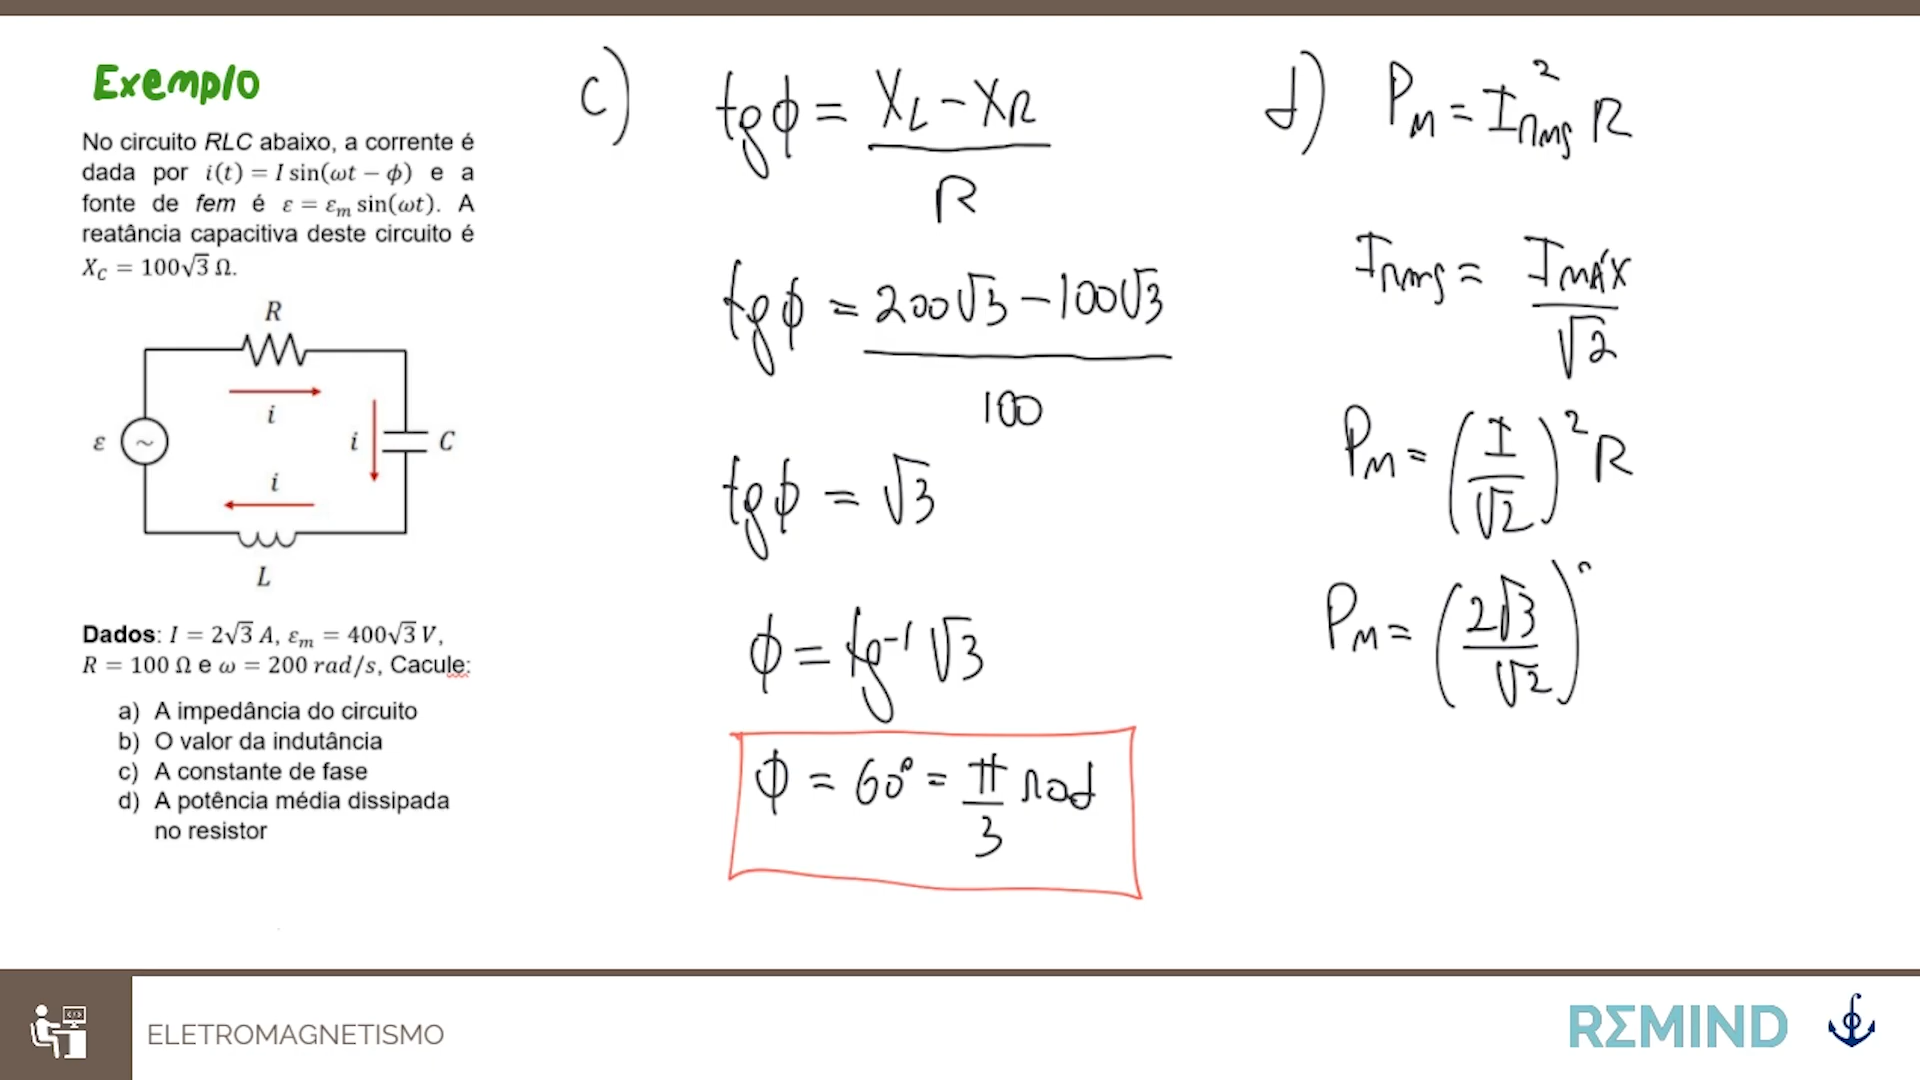 Exemplo
No circuito RLC abaixo, a corrente é
dada por i(t) = I sin(ωt − ϕ) e a
fonte de fem é ε = εm sin(ωt). A
reatância capacitiva deste circuito é
XC = 100√3 Ω.
R
i
ε
~
i
C
i
L
Dados: I = 2√3 A, εm = 400√3 V,
R = 100 Ω e ω = 200 rad/s, Cacule:
a) A impedância do circuito
b) O valor da indutância
c) A constante de fase
d) A potência média dissipada
no resistor
c)
tgϕ = XL − XR
R
tgϕ = 200√3 − 100√3
100
tgϕ = √3
ϕ = tg⁻¹ √3
ϕ = 60° = π/3 rad
d) PM = Irms² R
Irms = IMÁX/√2
PM = (I/√2)² R
PM = (2√3/√2)
ELETROMAGNETISMO
RΣMIND